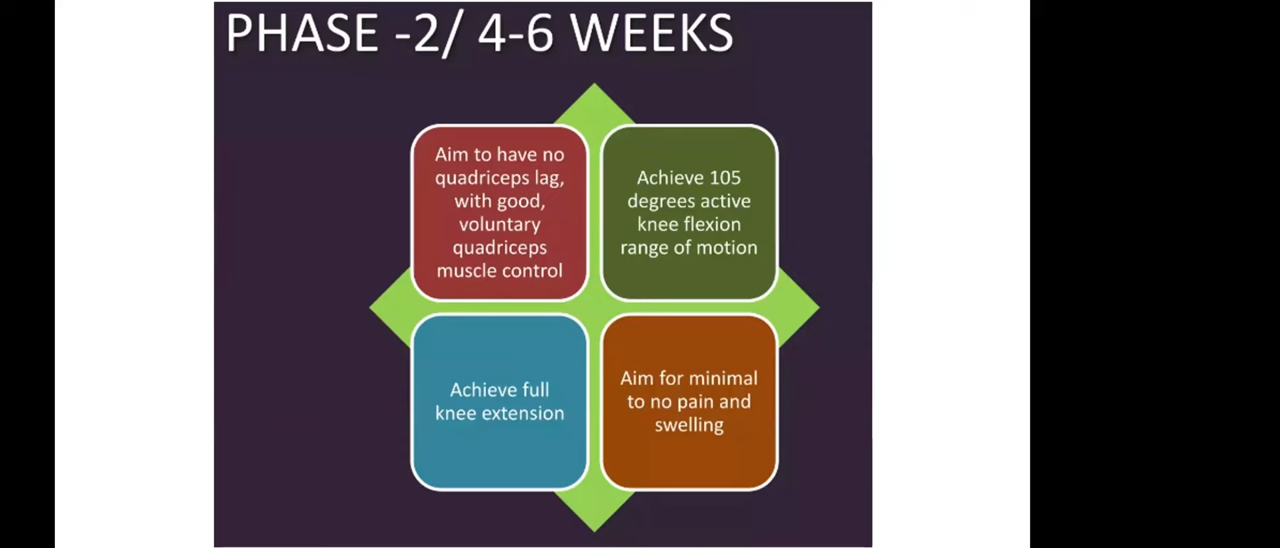 PHASE -2/ 4-6 WEEKS
Aim to have no
quadriceps lag,
with good,
voluntary
quadriceps
muscle control
Achieve 105
degrees active
knee flexion
range of motion
Achieve full
knee extension
Aim for minimal
to no pain and
swelling